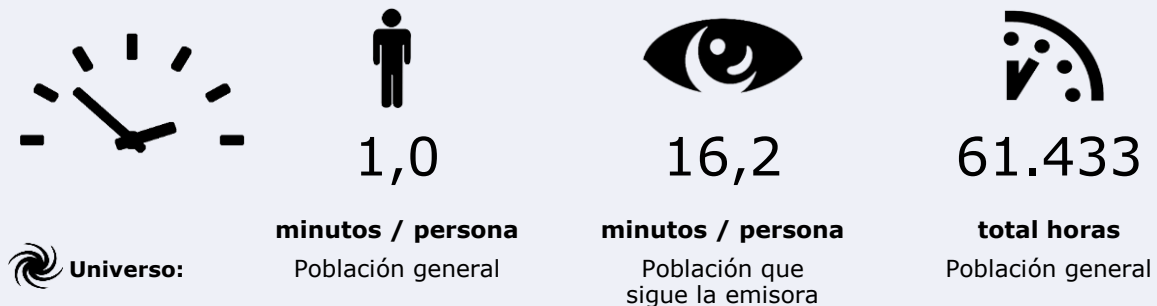 1,0
16,2
61.433
minutos / persona
minutos / persona
total horas
Universo:
Población general
Población que
sigue la emisora
Población general